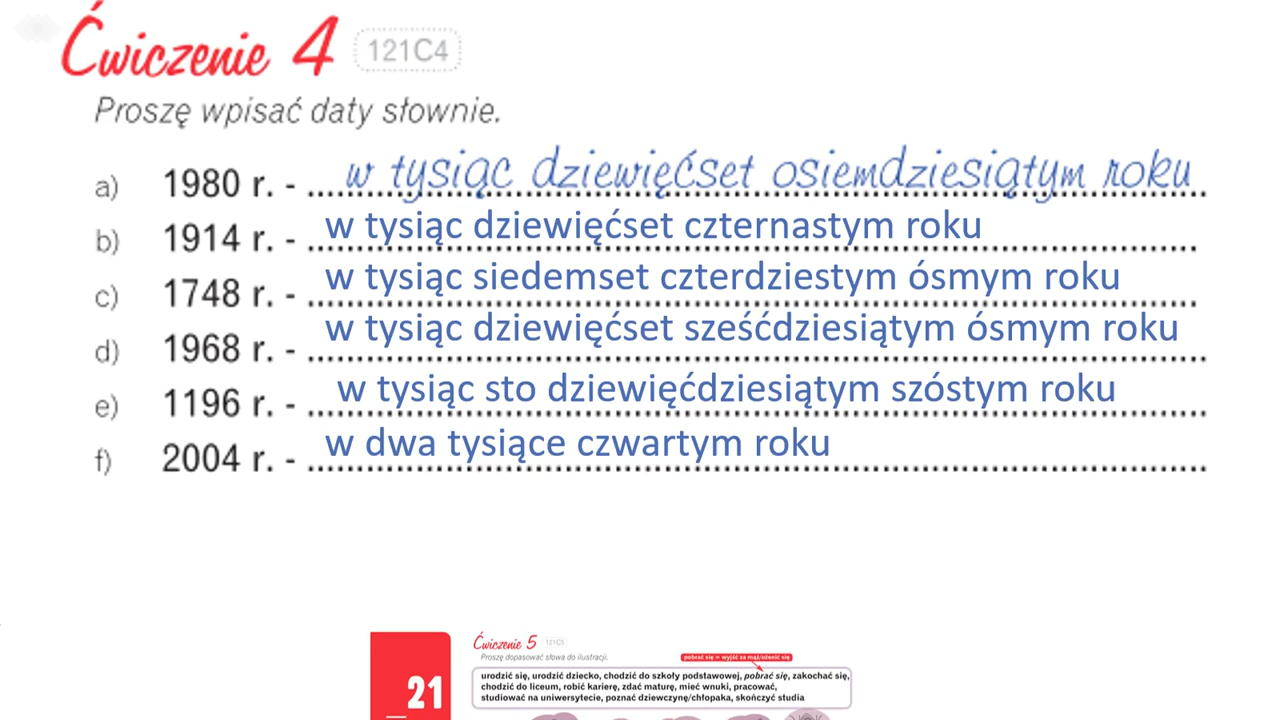 Ćwiczenie 4 121C4
Proszę wpisać daty słownie.
a) 1980 r. - w tysiąc dziewięćset osiemdziesiątym roku
b) 1914 r. - w tysiąc dziewięćset czternastym roku
c) 1748 r. - w tysiąc siedemset czterdziestym ósmym roku
d) 1968 r. - w tysiąc dziewięćset sześćdziesiątym ósmym roku
e) 1196 r. - w tysiąc sto dziewięćdziesiątym szóstym roku
f) 2004 r. - w dwa tysiące czwartym roku
21
Ćwiczenie 5 121C5
Proszę dopasować słowa do ilustracji.
pobrać się = wyjść za mąż/ożenić się
urodzić się, urodzić dziecko, chodzić do szkoły podstawowej, pobrać się, zakochać się,
chodzić do liceum, robić karierę, zdać maturę, mieć wnuki, pracować,
studiować na uniwersytecie, poznać dziewczynę/chłopaka, skończyć studia